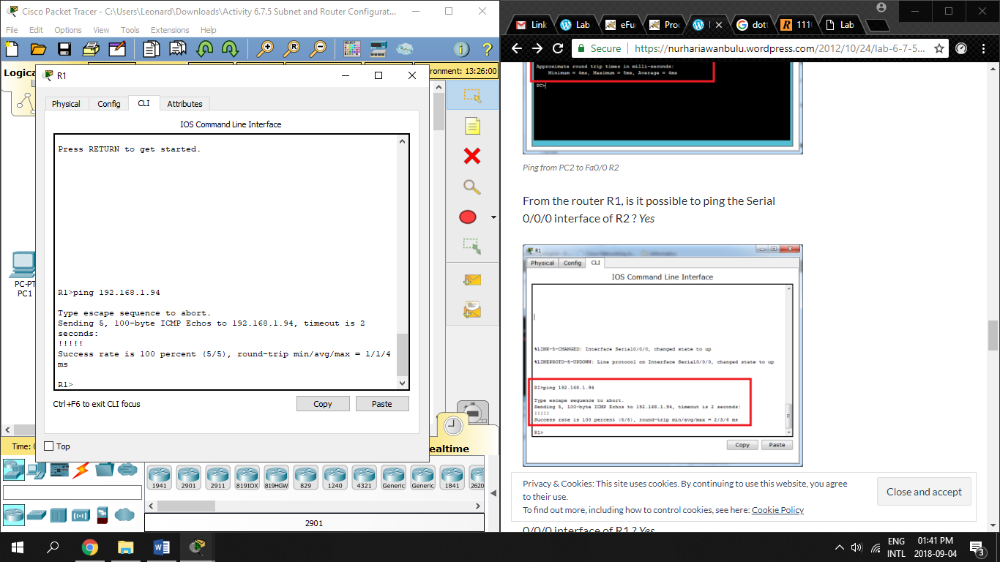 Cisco Packet Tracer - C:\Users\Leonard\Downloads\Activity 6.7.5 Subnet and Router Configurat...
File Edit Options View Tools Extensions Help
Logica
ronment: 13:26:00
R1
Physical Config CLI Attributes
IOS Command Line Interface
Press RETURN to get started.
R1>ping 192.168.1.94
Type escape sequence to abort.
Sending 5, 100-byte ICMP Echos to 192.168.1.94, timeout is 2
seconds:
!!!!!
Success rate is 100 percent (5/5), round-trip min/avg/max = 1/1/4
ms
R1>
Ctrl+F6 to exit CLI focus
Copy Paste
Top
PC-PT
PC1
Time: 0
ealtime
1941 2901 2911 819IOX 819HGW 829 1240 4321 Generic Generic 1841 2620
2901
Link Lab eFu Pro dott 111 Lab
Secure https://nurhariawanbulu.wordpress.com/2012/10/24/lab-6-7-5...
Approximate round trip times in milli-seconds:
Minimum = 4ms, Maximum = 5ms, Average = 4ms
PC>
Ping from PC2 to Fa0/0 R2
From the router R1, is it possible to ping the Serial
0/0/0 interface of R2 ? Yes
R1
Physical Config CLI
IOS Command Line Interface
%LINK-5-CHANGED: Interface Serial0/0/0, changed state to up
%LINEPROTO-5-UPDOWN: Line protocol on Interface Serial0/0/0, changed state to up
R1>ping 192.168.1.94
Type escape sequence to abort.
Sending 5, 100-byte ICMP Echos to 192.168.1.94, timeout is 2 seconds:
!!!!!
Success rate is 100 percent (5/5), round-trip min/avg/max = 2/3/6 ms
R1>
Copy Paste
Privacy & Cookies: This site uses cookies. By continuing to use this website, you agree
to their use.
To find out more, including how to control cookies, see here: Cookie Policy
Close and accept
0/0/0 interface of R1 ? Yes
ENG
INTL
01:41 PM
2018-09-04
3